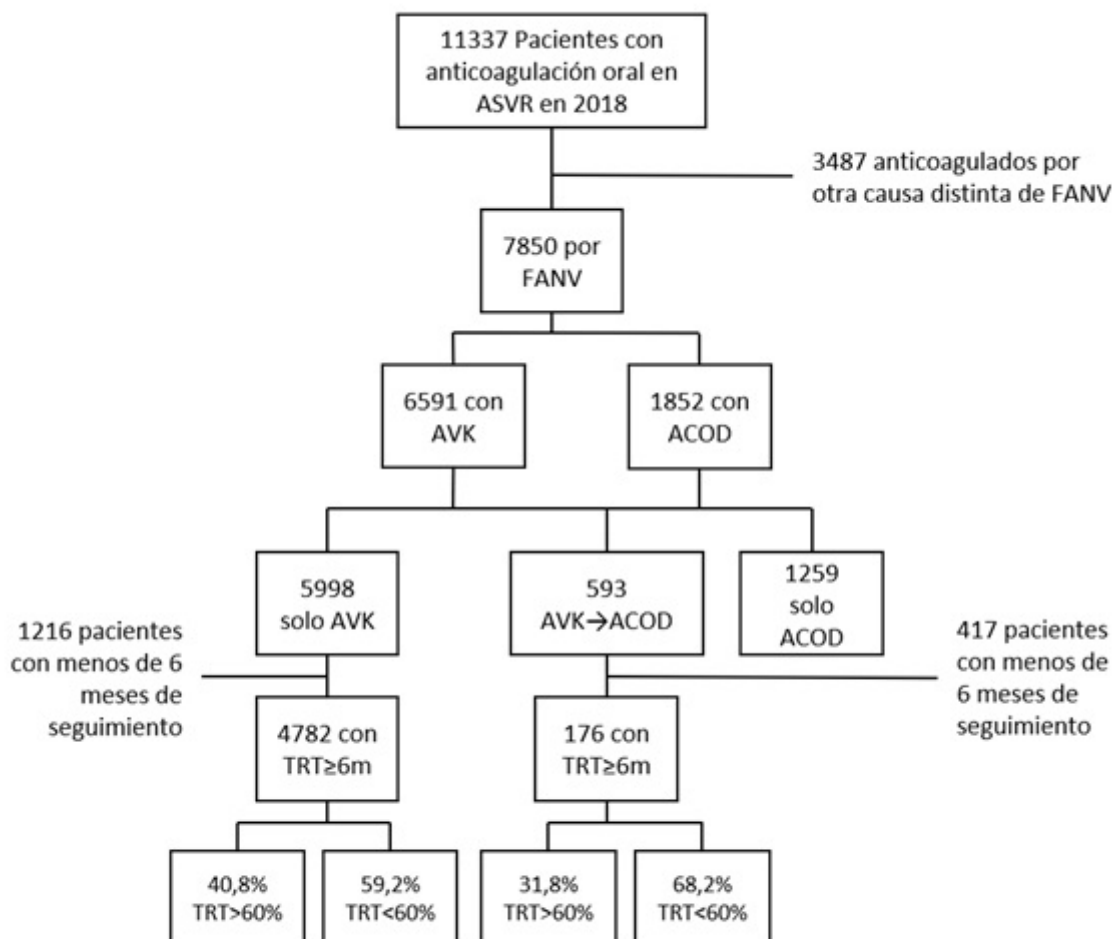 11337 Pacientes con
anticoagulación oral en
ASVR en 2018
3487 anticoagulados por
otra causa distinta de FANV
7850 por
FANV
6591 con
AVK
1852 con
ACOD
5998
solo AVK
593
AVK→ACOD
1259
solo
ACOD
1216 pacientes
con menos de 6
meses de
seguimiento
417 pacientes
con menos de
6 meses de
seguimiento
4782 con
TRT≥6m
176 con
TRT≥6m
40,8%
TRT>60%
59,2%
TRT<60%
31,8%
TRT>60%
68,2%
TRT<60%